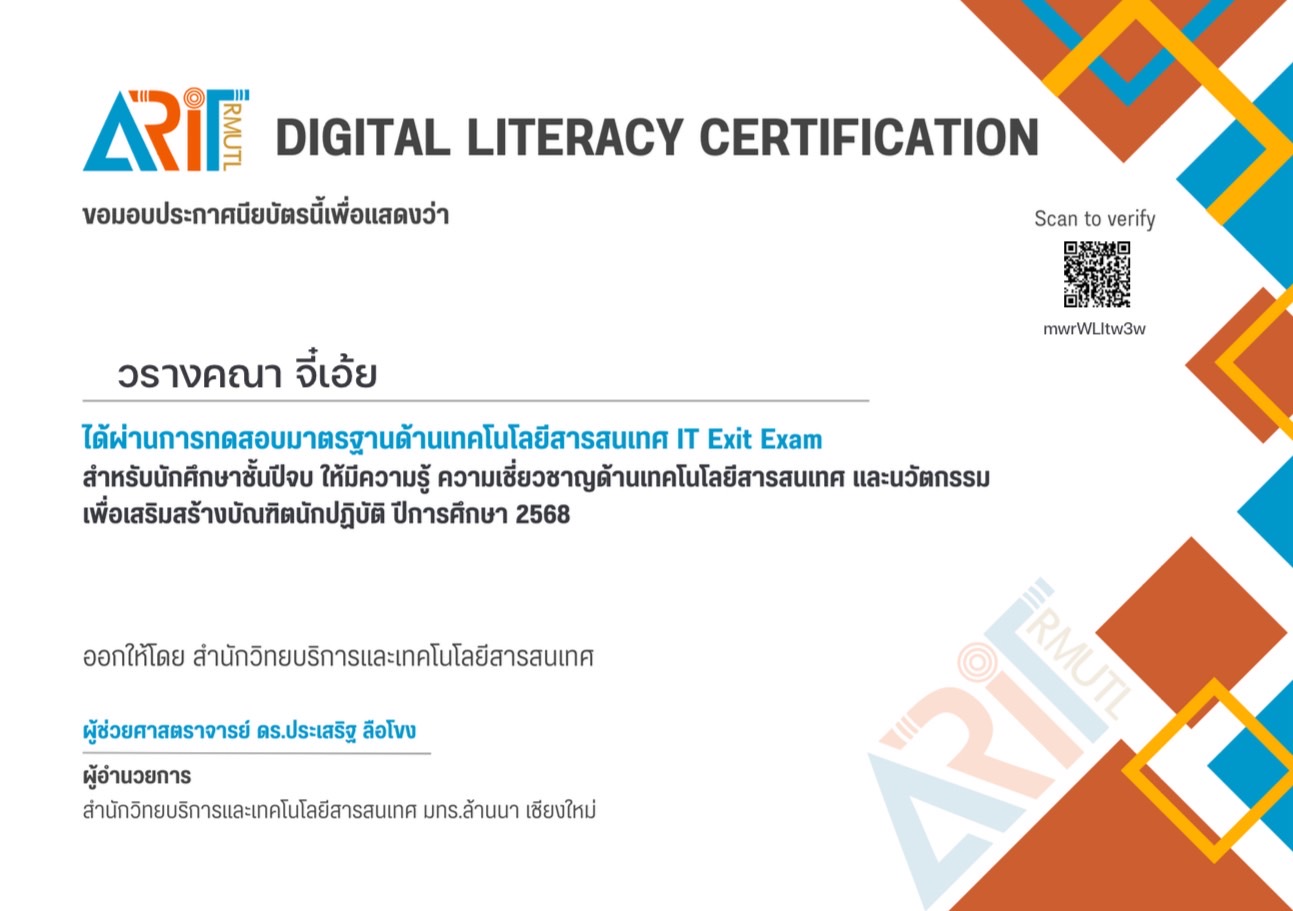 ARiT RMUTL
DIGITAL LITERACY CERTIFICATION
ขอมอบประกาศนียบัตรนี้เพื่อแสดงว่า
Scan to verify
mwrWLItw3w
วรางคณา จี๋เอ้ย
ได้ผ่านการทดสอบมาตรฐานด้านเทคโนโลยีสารสนเทศ IT Exit Exam
สำหรับนักศึกษาชั้นปีจบ ให้มีความรู้ ความเชี่ยวชาญด้านเทคโนโลยีสารสนเทศ และนวัตกรรม
เพื่อเสริมสร้างบัณฑิตนักปฏิบัติ ปีการศึกษา 2568
ออกให้โดย สำนักวิทยบริการและเทคโนโลยีสารสนเทศ
ผู้ช่วยศาสตราจารย์ ดร.ประเสริฐ ลือโขง
ผู้อำนวยการ
สำนักวิทยบริการและเทคโนโลยีสารสนเทศ มทร.ล้านนา เชียงใหม่
ARiT RMUTL